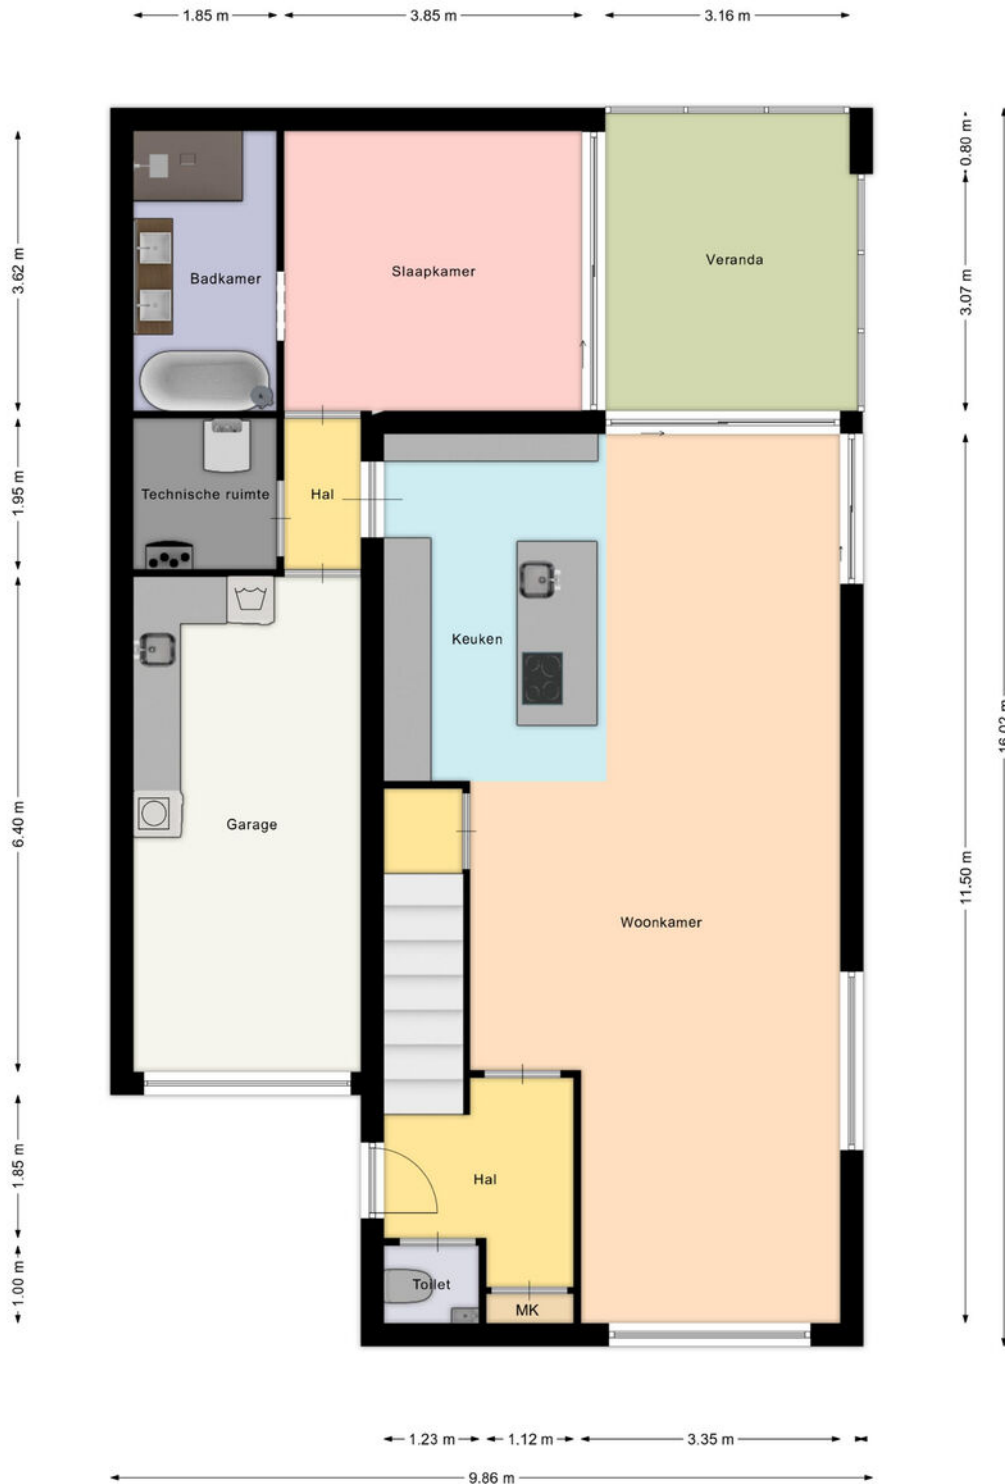 1.85 m
3.85 m
3.16 m
0.80 m
3.62 m
Badkamer
Slaapkamer
Veranda
3.07 m
1.95 m
Technische ruimte
Hal
Keuken
16.02 m
6.40 m
Garage
11.50 m
Woonkamer
1.85 m
Hal
1.00 m
Toilet
MK
1.23 m
1.12 m
3.35 m
9.86 m